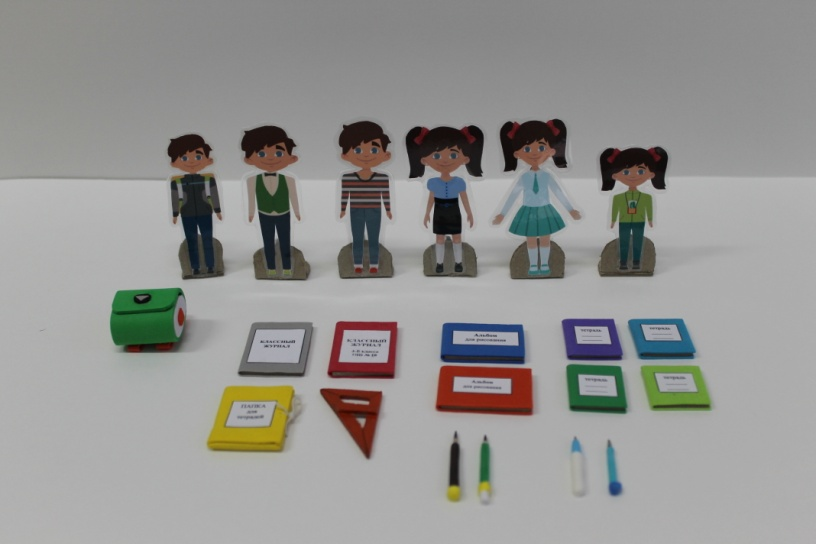 КЛАССНЫЙ
ЖУРНАЛ
КЛАССНЫЙ
ЖУРНАЛ
Альбом
для рисования
тетрадь
тетрадь
ПАПКА
для
тетрадей
Альбом
для рисования
тетрадь
тетрадь